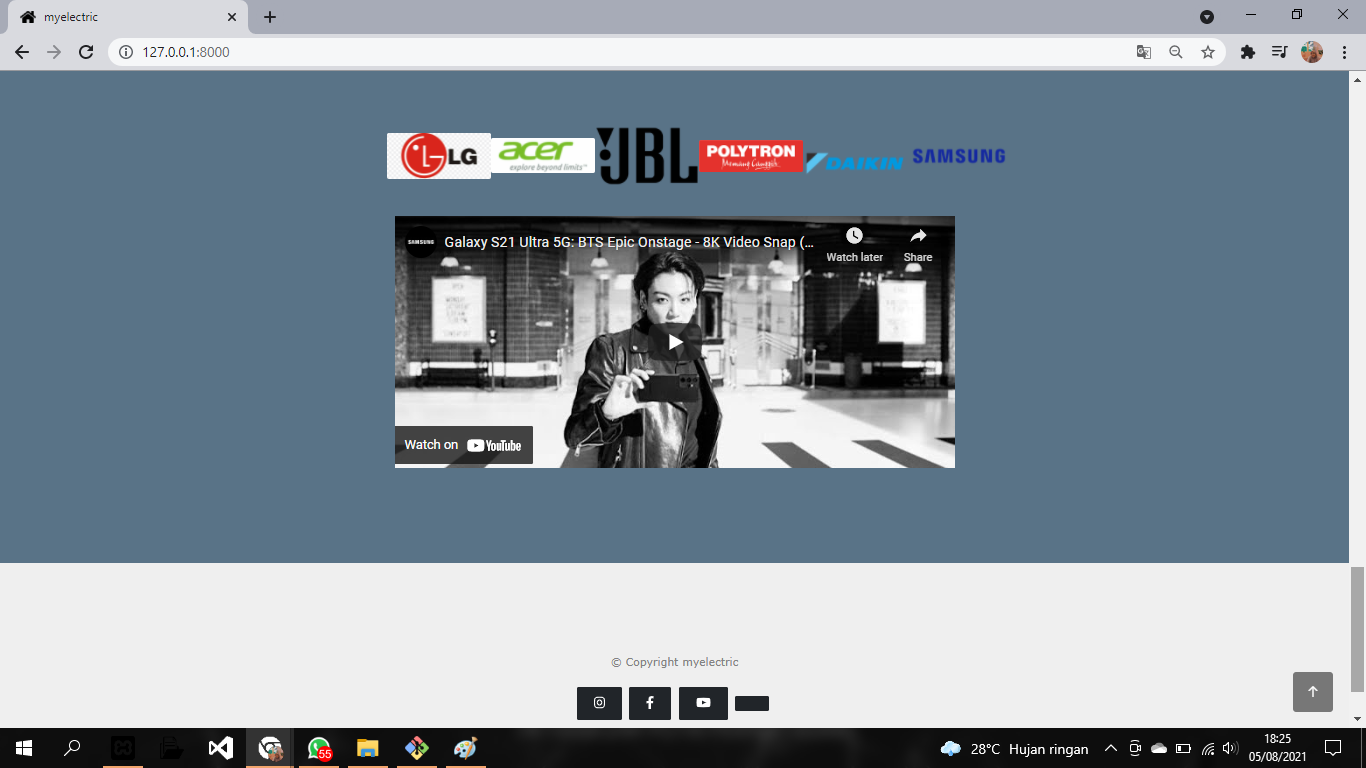 myelectric
127.0.0.1:8000
LG
acer
explore beyond limits™
JBL
POLYTRON
DAIKIN
SAMSUNG
SAMSUNG
Galaxy S21 Ultra 5G: BTS Epic Onstage - 8K Video Snap (...
Watch later
Share
Watch on YouTube
© Copyright myelectric
55
28°C Hujan ringan
18:25
05/08/2021